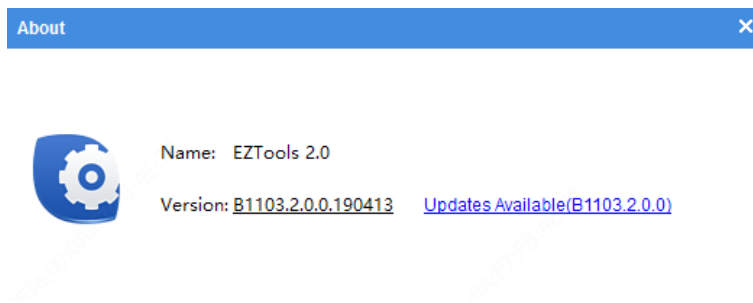 About
Name: EZTools 2.0
Version: B1103.2.0.0.190413 Updates Available(B1103.2.0.0)